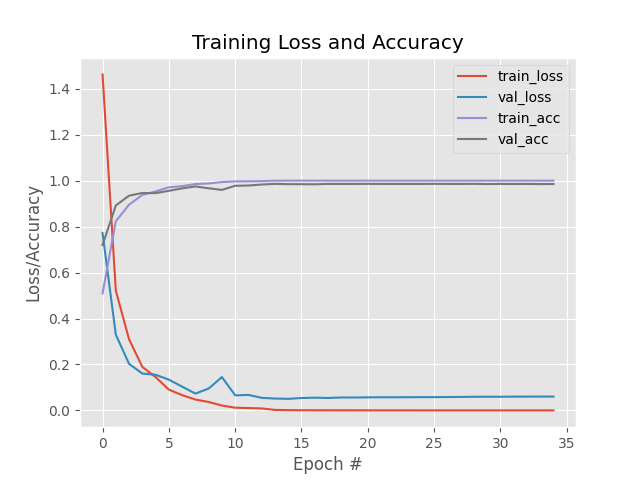 Training Loss and Accuracy
train_loss
val_loss
train_acc
val_acc
1.4
1.2
1.0
0.8
0.6
0.4
0.2
0.0
Loss/Accuracy
0 5 10 15 20 25 30 35
Epoch #